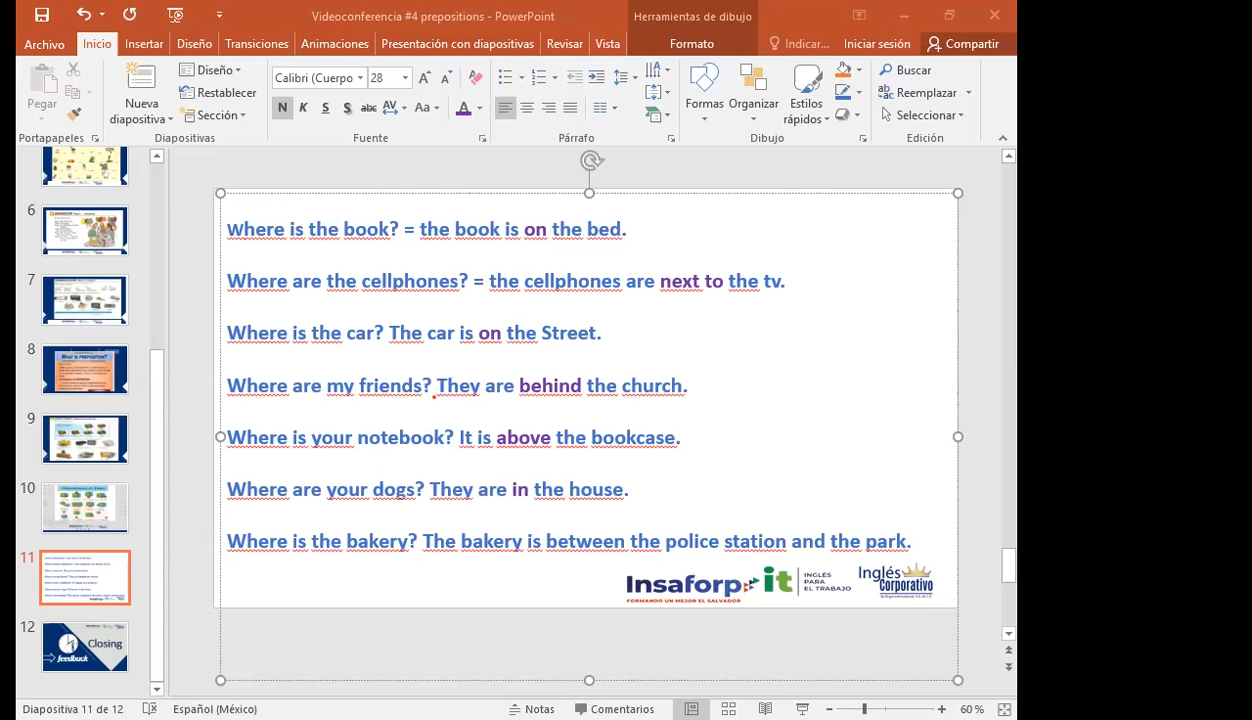 Videoconferencia #4 prepositions - PowerPoint
Herramientas de dibujo
Archivo Inicio Insertar Diseño Transiciones Animaciones Presentación con diapositivas Revisar Vista Formato Indicar... Iniciar sesión Compartir
Pegar
Nueva diapositiva
Diseño
Restablecer
Sección
Calibri (Cuerpo 28
N K S S abc AV Aa A
Formas
Organizar
Estilos rápidos
Buscar
Reemplazar
Seleccionar
Portapapeles Diapositivas Fuente Párrafo Dibujo Edición
6
7
8
WHAT IS PREPOSITION?
9
10
11
12
Closing
feedback
Where is the book? = the book is on the bed.
Where are the cellphones? = the cellphones are next to the tv.
Where is the car? The car is on the Street.
Where are my friends? They are behind the church.
Where is your notebook? It is above the bookcase.
Where are your dogs? They are in the house.
Where is the bakery? The bakery is between the police station and the park.
Insaforp
FORMANDO UN MEJOR EL SALVADOR
it
INGLÉS
PARA
EL TRABAJO
Inglés
Corporativo
Diapositiva 11 de 12 Español (México) Notas Comentarios 60 %